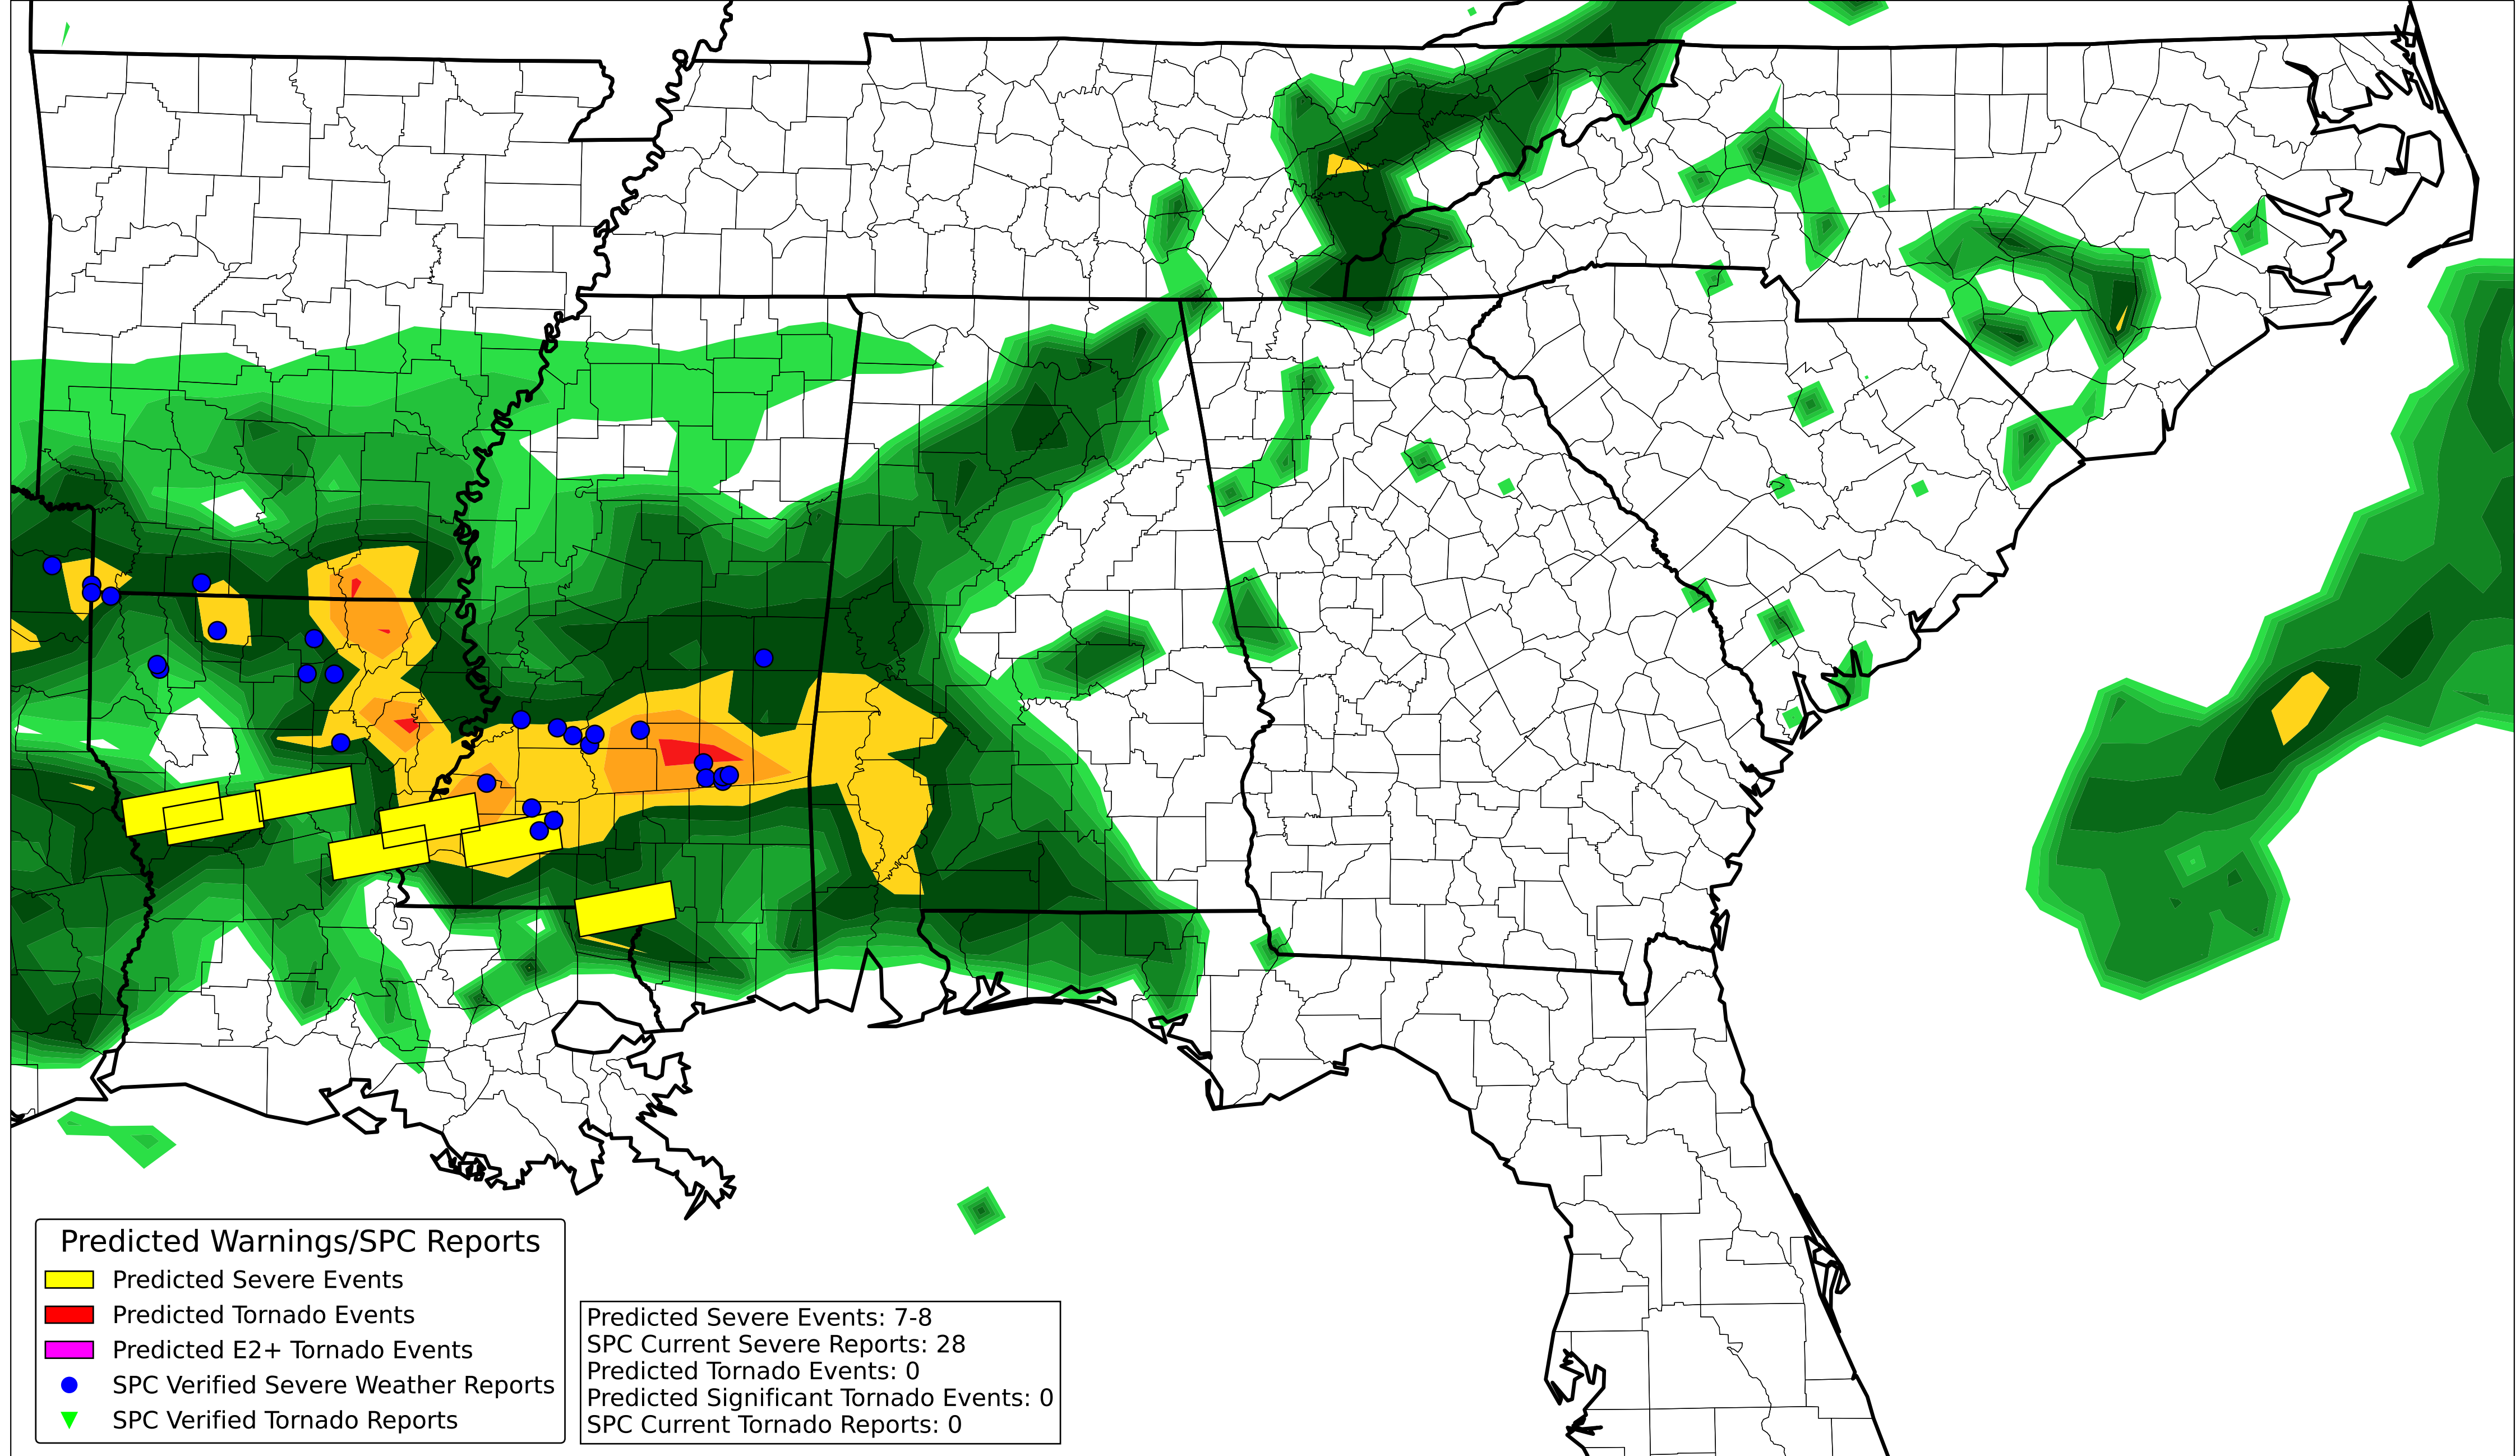 Predicted Warnings/SPC Reports
Predicted Severe Events
Predicted Tornado Events
Predicted E2+ Tornado Events
SPC Verified Severe Weather Reports
SPC Verified Tornado Reports
Predicted Severe Events: 7-8
SPC Current Severe Reports: 28
Predicted Tornado Events: 0
Predicted Significant Tornado Events: 0
SPC Current Tornado Reports: 0